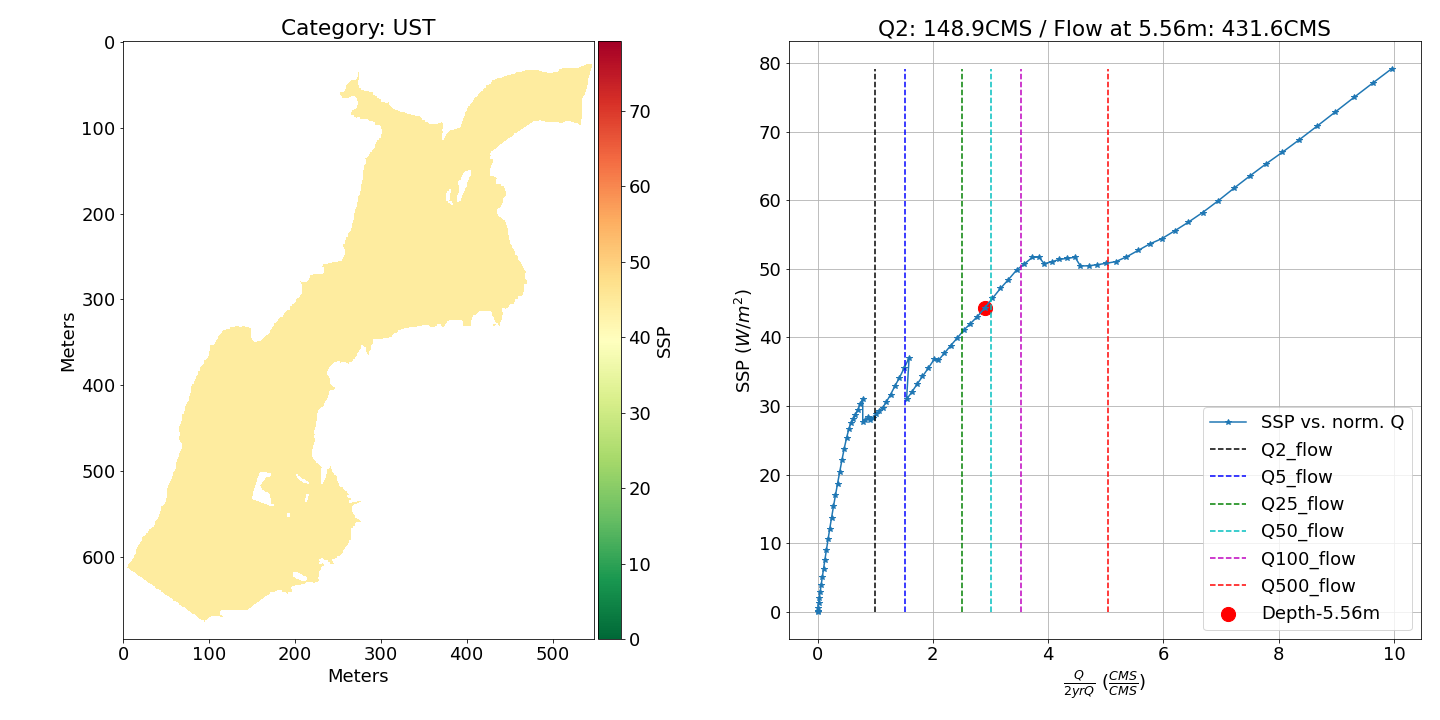 Category: UST
0
100
200
300
400
500
600
Meters
0
100
200
300
400
500
Meters
70
60
50
40
30
20
10
0
SSP
Q2: 148.9CMS / Flow at 5.56m: 431.6CMS
80
70
60
50
40
30
20
10
0
SSP (W/m²)
SSP vs. norm. Q
Q2_flow
Q5_flow
Q25_flow
Q50_flow
Q100_flow
Q500_flow
Depth-5.56m
0
2
4
6
8
10
Q/2yrQ (CMS/CMS)